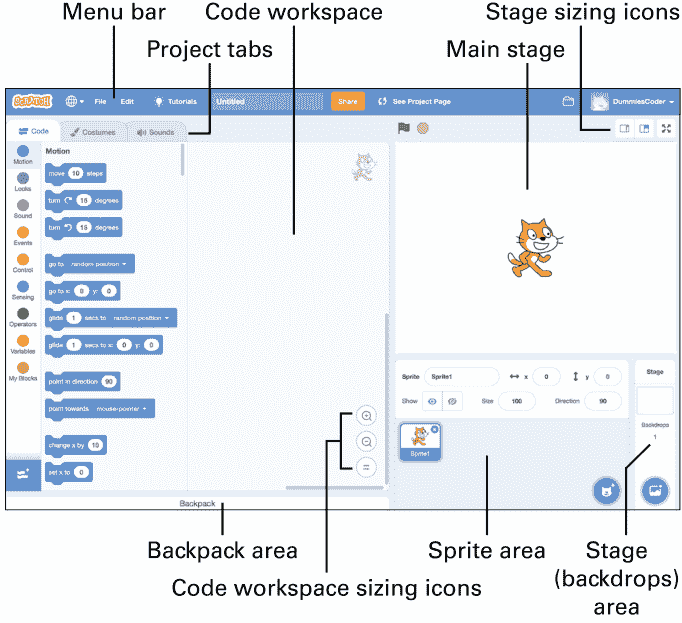 Menu bar
Code workspace
Stage sizing icons
Project tabs
Main stage
SCRATCH
File
Edit
Tutorials
Untitled
Share
See Project Page
DummiesCoder
Code
Costumes
Sounds
Motion
Looks
Sound
Events
Control
Sensing
Operators
Variables
My Blocks
Motion
move 10 steps
turn 15 degrees
turn 15 degrees
go to random position
go to x: 0 y: 0
glide 1 secs to random position
glide 1 secs to x: 0 y: 0
point in direction 90
point towards mouse-pointer
change x by 10
set x to 0
Sprite Sprite1 x 0 y 0
Show Size 100 Direction 90
Sprite1
Stage
Backdrops
1
Backpack
Backpack area
Sprite area
Stage
(backdrops)
area
Code workspace sizing icons